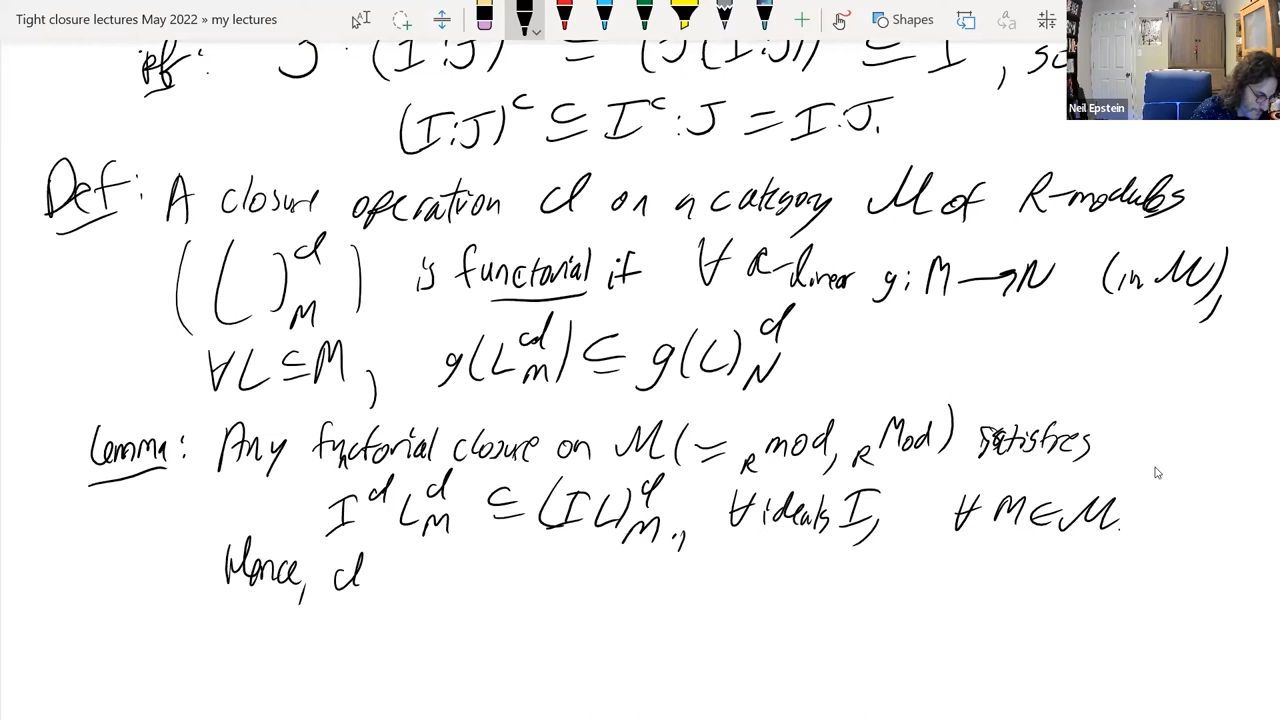 Tight closure lectures May 2022 » my lectures
Shapes
Neil Epstein
pf: J · (I:J)^c ⊆ (J(I:J))^c ⊆ I^c, so
(I:J)^c ⊆ I^c : J = I:J.
Def: A closure operation cl on a category M of R-modules
(( )^cl_M) is functorial if ∀ R-linear g: M → N (in M),
∀L ⊆ M, g(L^cl_M) ⊆ g(L)^cl_N
Lemma: Any functorial closure on M (= _R mod, _R Mod) satisfies
I^cl L^cl_M ⊆ (IL)^cl_M, ∀ ideals I, ∀ M ∈ M.
Hence, cl